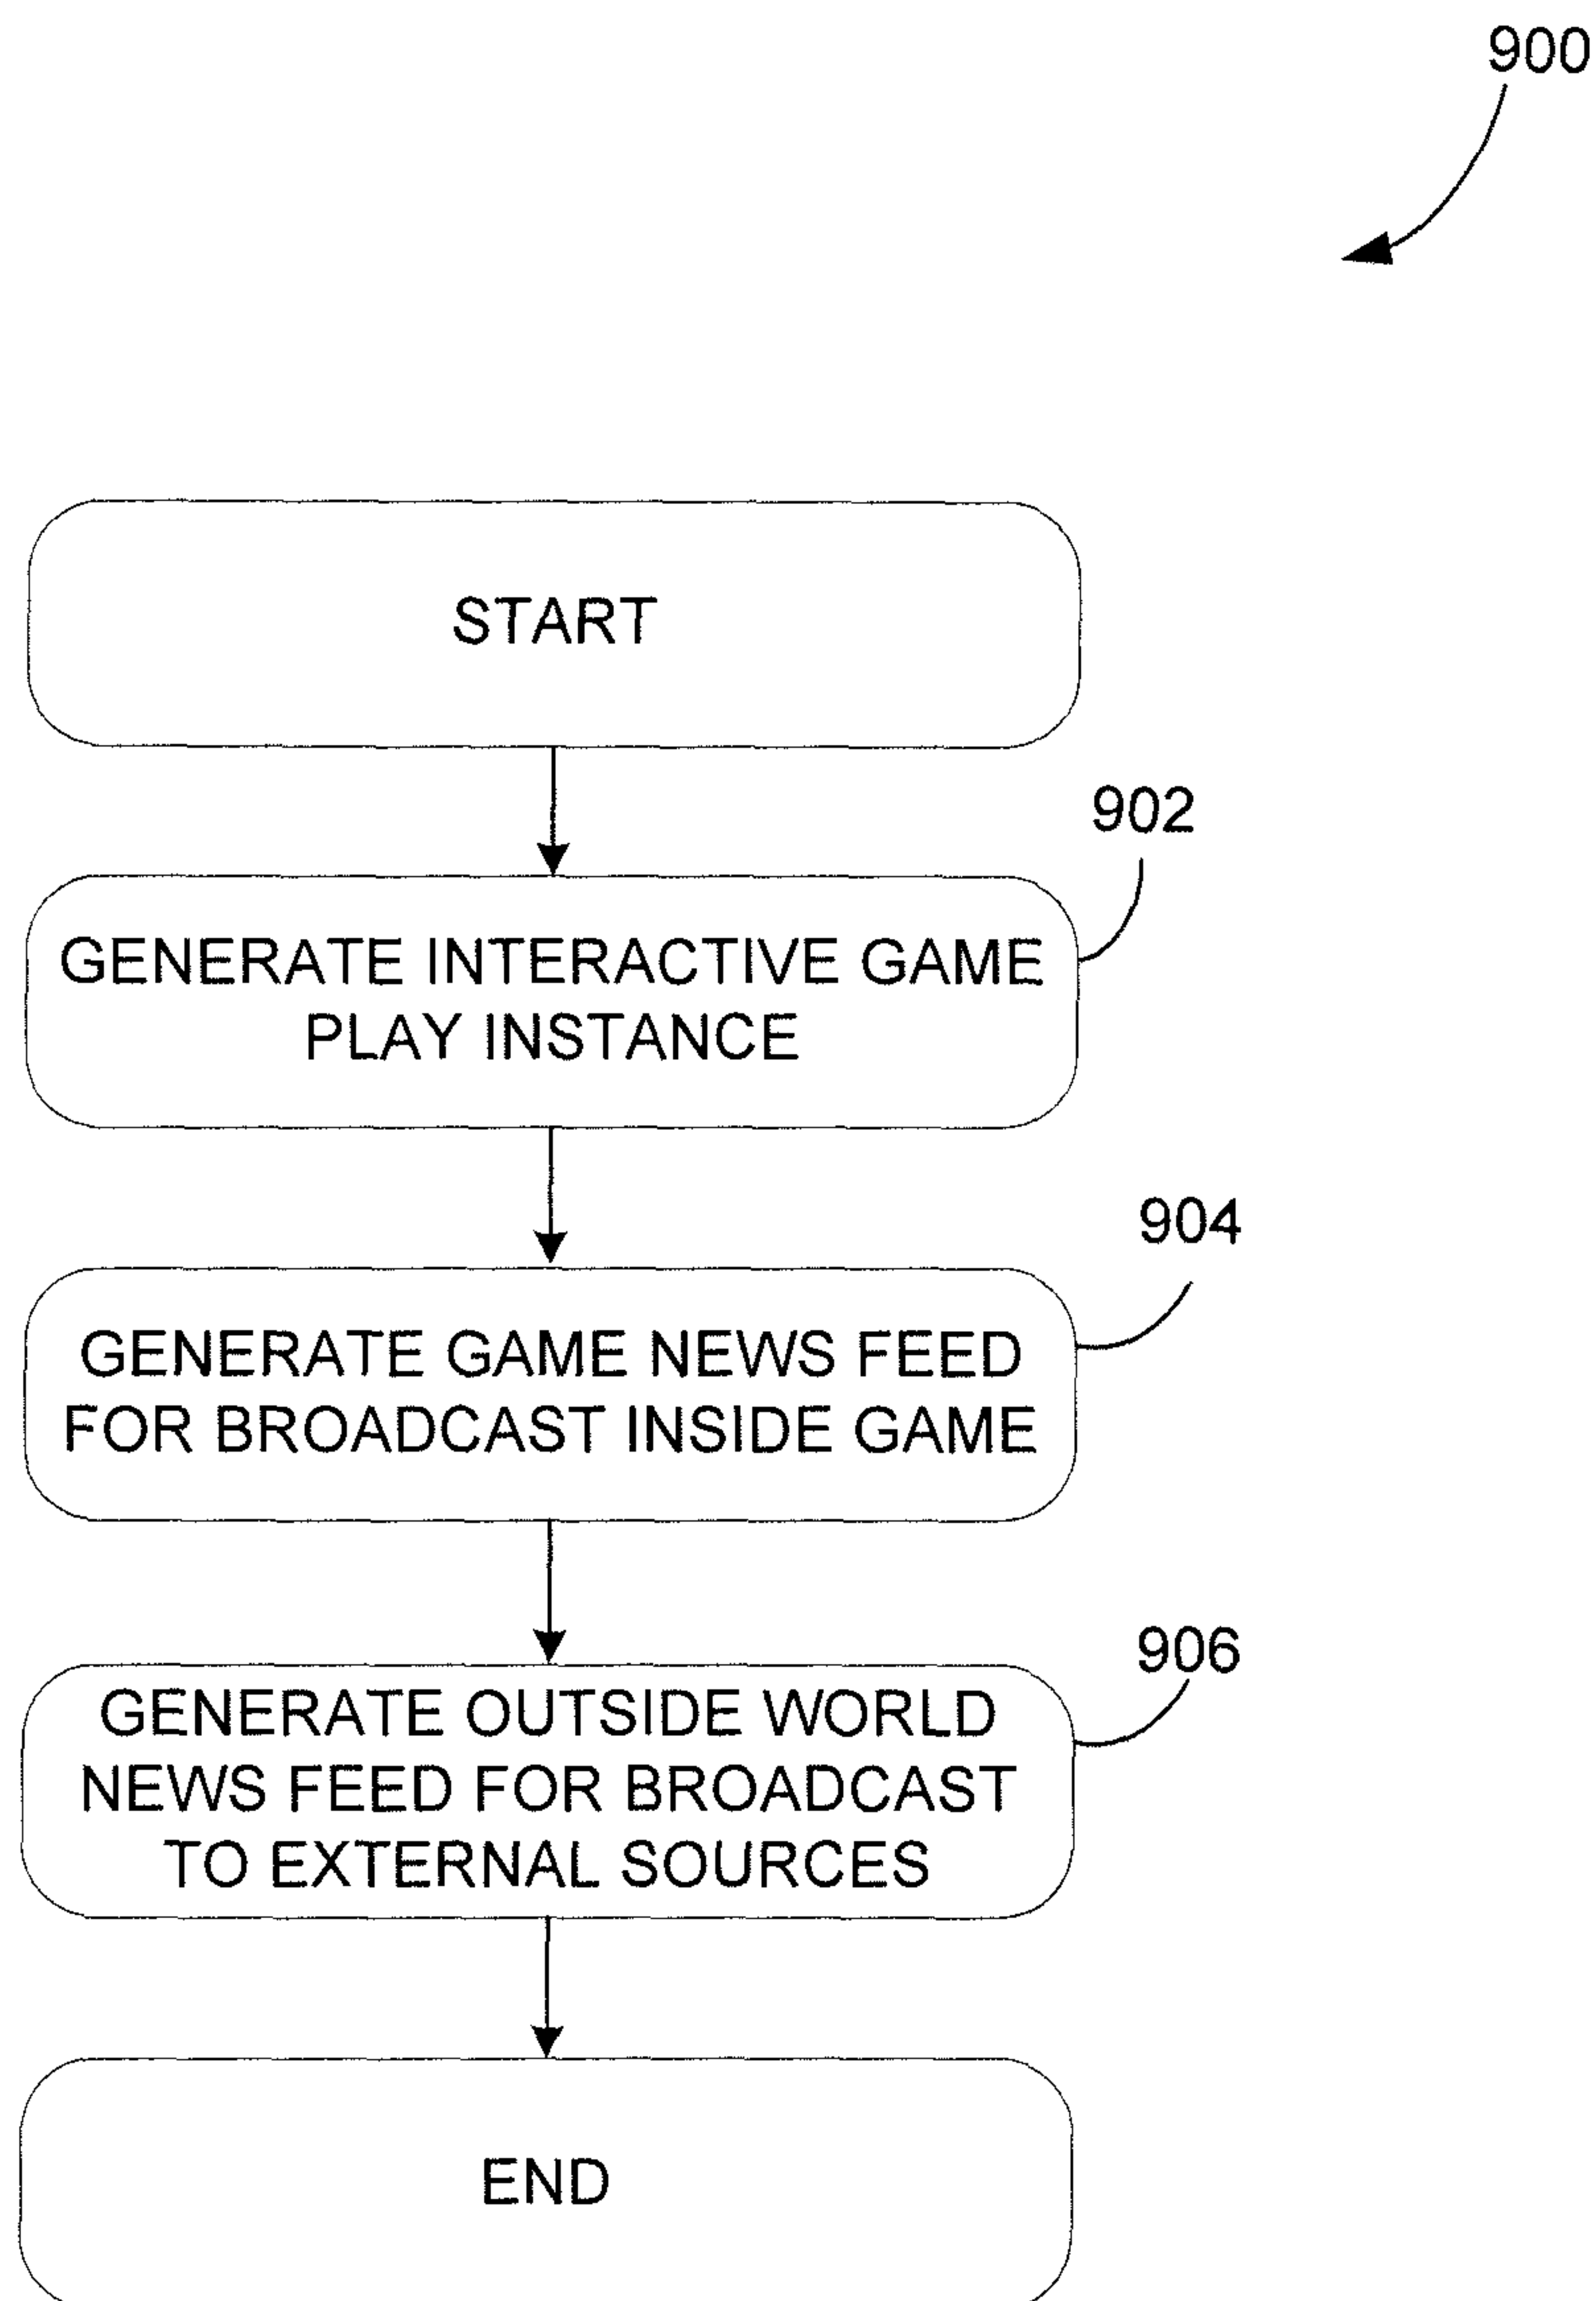 900
START
902
GENERATE INTERACTIVE GAME
PLAY INSTANCE
904
GENERATE GAME NEWS FEED
FOR BROADCAST INSIDE GAME
906
GENERATE OUTSIDE WORLD
NEWS FEED FOR BROADCAST
TO EXTERNAL SOURCES
END